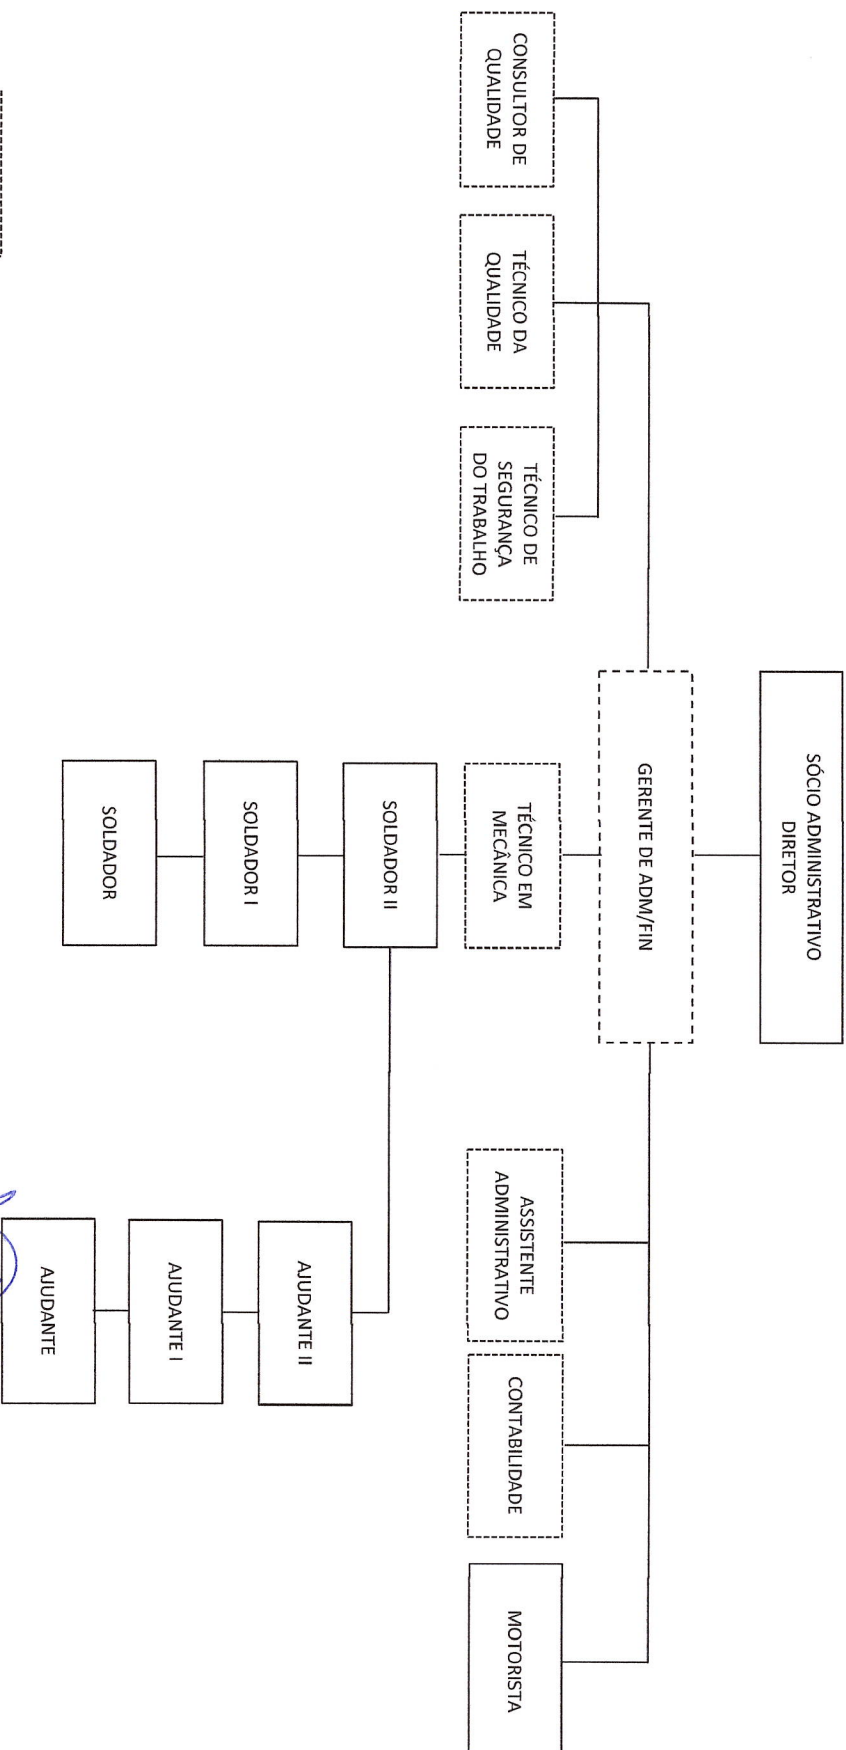 SÓCIO ADMINISTRATIVO
DIRETOR
GERENTE DE ADM/FIN
CONSULTOR DE
QUALIDADE
TÉCNICO DA
QUALIDADE
TÉCNICO DE
SEGURANÇA
DO TRABALHO
TÉCNICO EM
MECÂNICA
ASSISTENTE
ADMINISTRATIVO
CONTABILIDADE
MOTORISTA
SOLDADOR II
SOLDADOR I
SOLDADOR
AJUDANTE II
AJUDANTE I
AJUDANTE